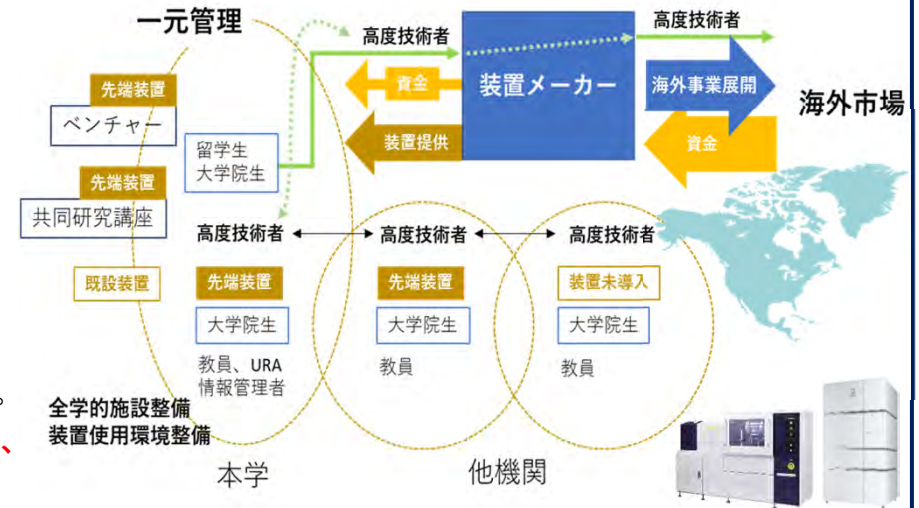 一元管理
高度技術者
高度技術者
先端装置
ベンチャー
資金
装置メーカー
海外事業展開
海外市場
装置提供
資金
留学生
大学院生
先端装置
共同研究講座
高度技術者
高度技術者
高度技術者
既設装置
先端装置
先端装置
装置未導入
大学院生
大学院生
大学院生
教員、URA
情報管理者
教員
教員
。
全学的施設整備
、
装置使用環境整備
本学
他機関